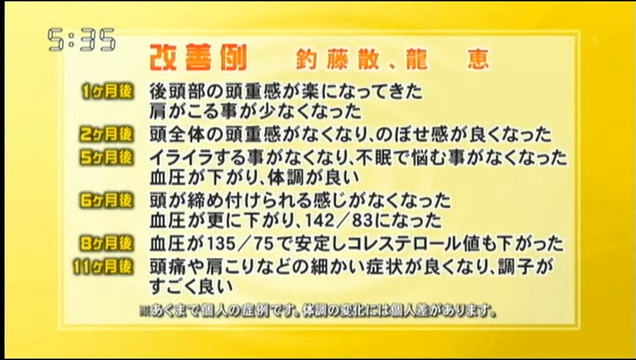 5:35
改善例 釣藤散、龍 恵
1ヶ月後 後頭部の頭重感が楽になってきた
肩がこる事が少なくなった
2ヶ月後 頭全体の頭重感がなくなり、のぼせ感が良くなった
5ヶ月後 イライラする事がなくなり、不眠で悩む事がなくなった
血圧が下がり、体調が良い
6ヶ月後 頭が締め付けられる感じがなくなった
血圧が更に下がり、142／83になった
8ヶ月後 血圧が135／75で安定しコレステロール値も下がった
11ヶ月後 頭痛や肩こりなどの細かい症状が良くなり、調子が
すごく良い
※あくまで個人の症例です。体調の変化には個人差があります。